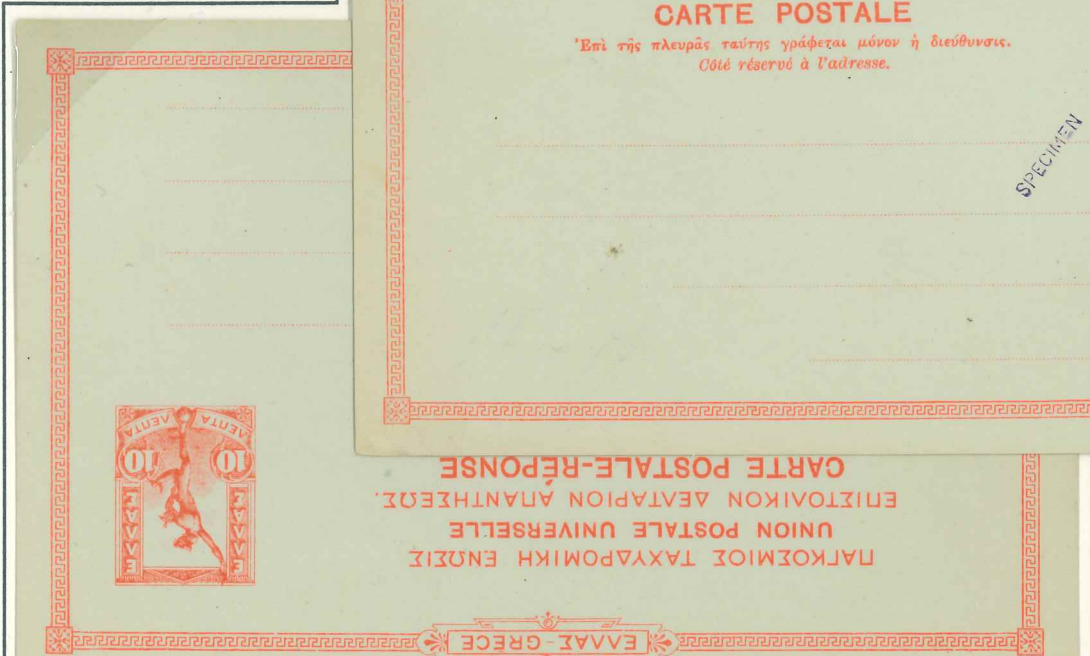 CARTE POSTALE
Ἐπὶ τῆς πλευρᾶς ταύτης γράφεται μόνον ἡ διεύθυνσις.
Côté réservé à l'adresse.
SPECIMEN
ΕΛΛΑΣ-GRECE
ΠΑΓΚΟΣΜΙΟΣ ΤΑΧΥΔΡΟΜΙΚΗ ΕΝΩΣΙΣ
UNION POSTALE UNIVERSELLE
ΕΠΙΣΤΟΛΙΚΟΝ ΔΕΛΤΑΡΙΟΝ ΑΠΑΝΤΗΣΕΩΣ.
CARTE POSTALE-RÉPONSE
ΕΛΛΑΣ
ΕΛΛΑΣ
10 10
ΛΕΠΤΑ ΛΕΠΤΑ